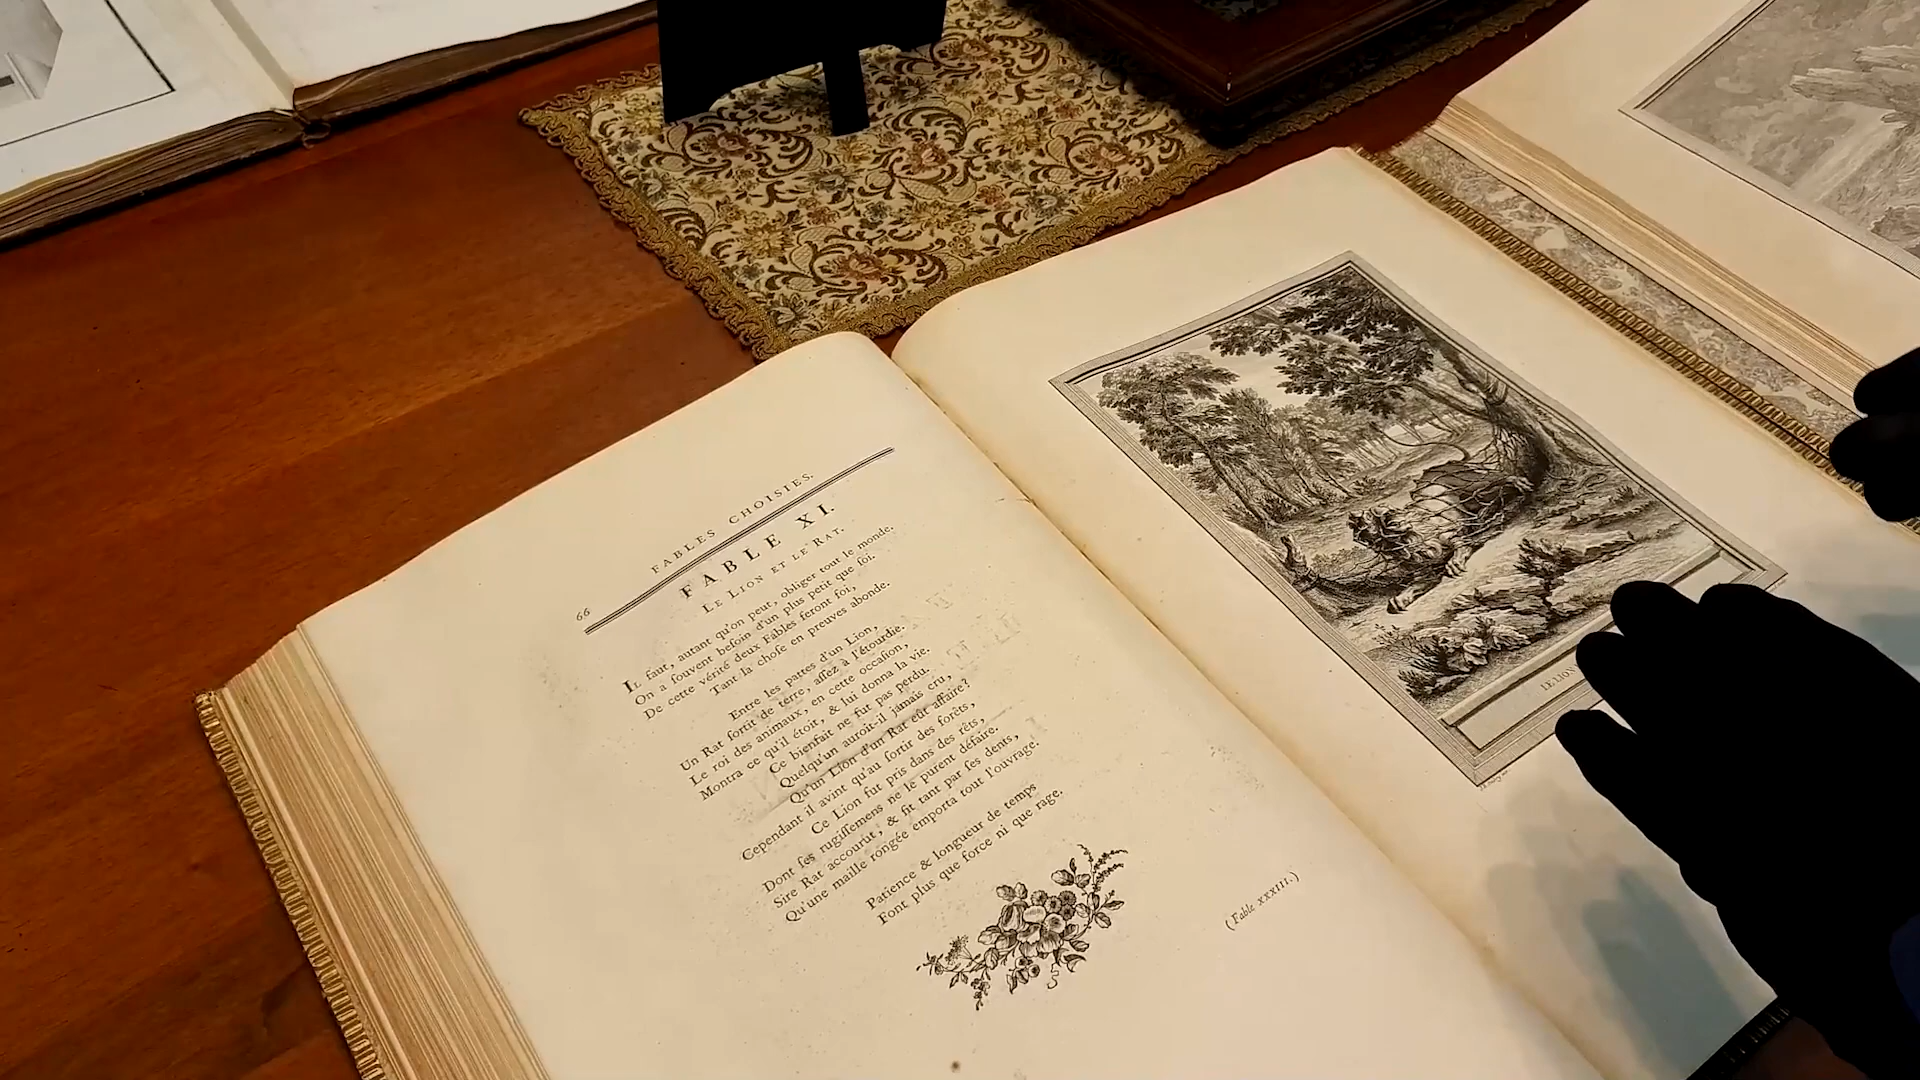 66
FABLES CHOISIES.
FABLE XI.
LE LION ET LE RAT.
IL faut, autant qu'on peut, obliger tout le monde.
On a ſouvent beſoin d'un plus petit que ſoi.
De cette vérité deux Fables feront foi,
Tant la choſe en preuves abonde.
Entre les pattes d'un Lion,
Un Rat ſortit de terre, aſſez à l'étourdie.
Le roi des animaux, en cette occaſion,
Montra ce qu'il étoit, & lui donna la vie.
Ce bienfait ne fut pas perdu.
Quelqu'un auroit-il jamais cru,
Qu'un Lion d'un Rat eût affaire?
Cependant il avint qu'au ſortir des forêts,
Ce Lion fut pris dans des rêts,
Dont ſes rugiſſemens ne le purent défaire.
Sire Rat accourut, & fit tant par ſes dents,
Qu'une maille rongée emporta tout l'ouvrage.
Patience & longueur de temps
Font plus que force ni que rage.
(Fable XXXIII.)
LE LION